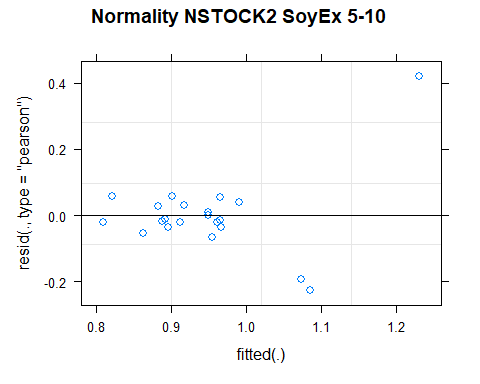 Normality NSTOCK2 SoyEx 5-10
resid(., type = "pearson")
0.4
0.2
0.0
-0.2
0.8 0.9 1.0 1.1 1.2
fitted(.)